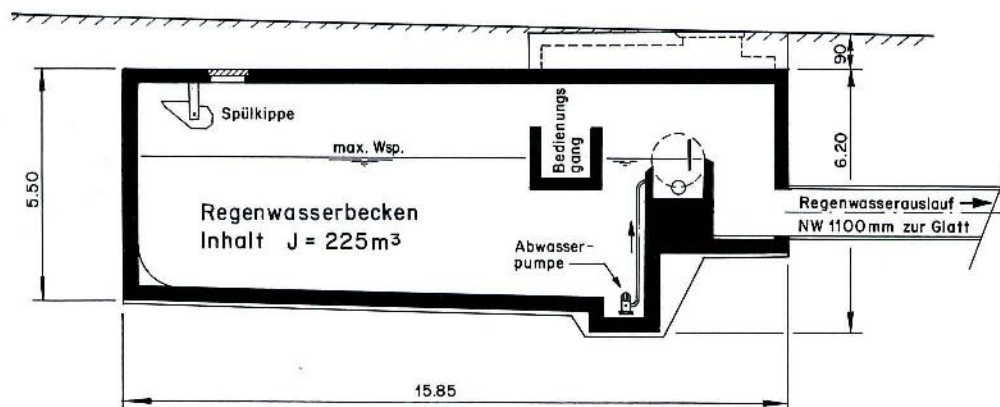 90
Spülkippe
Bedienungs
gang
max. Wsp.
5.50
6.20
Regenwasserbecken
Inhalt J = 225m³
Regenwasserauslauf
NW 1100mm zur Glatt
Abwasser-
pumpe
15.85